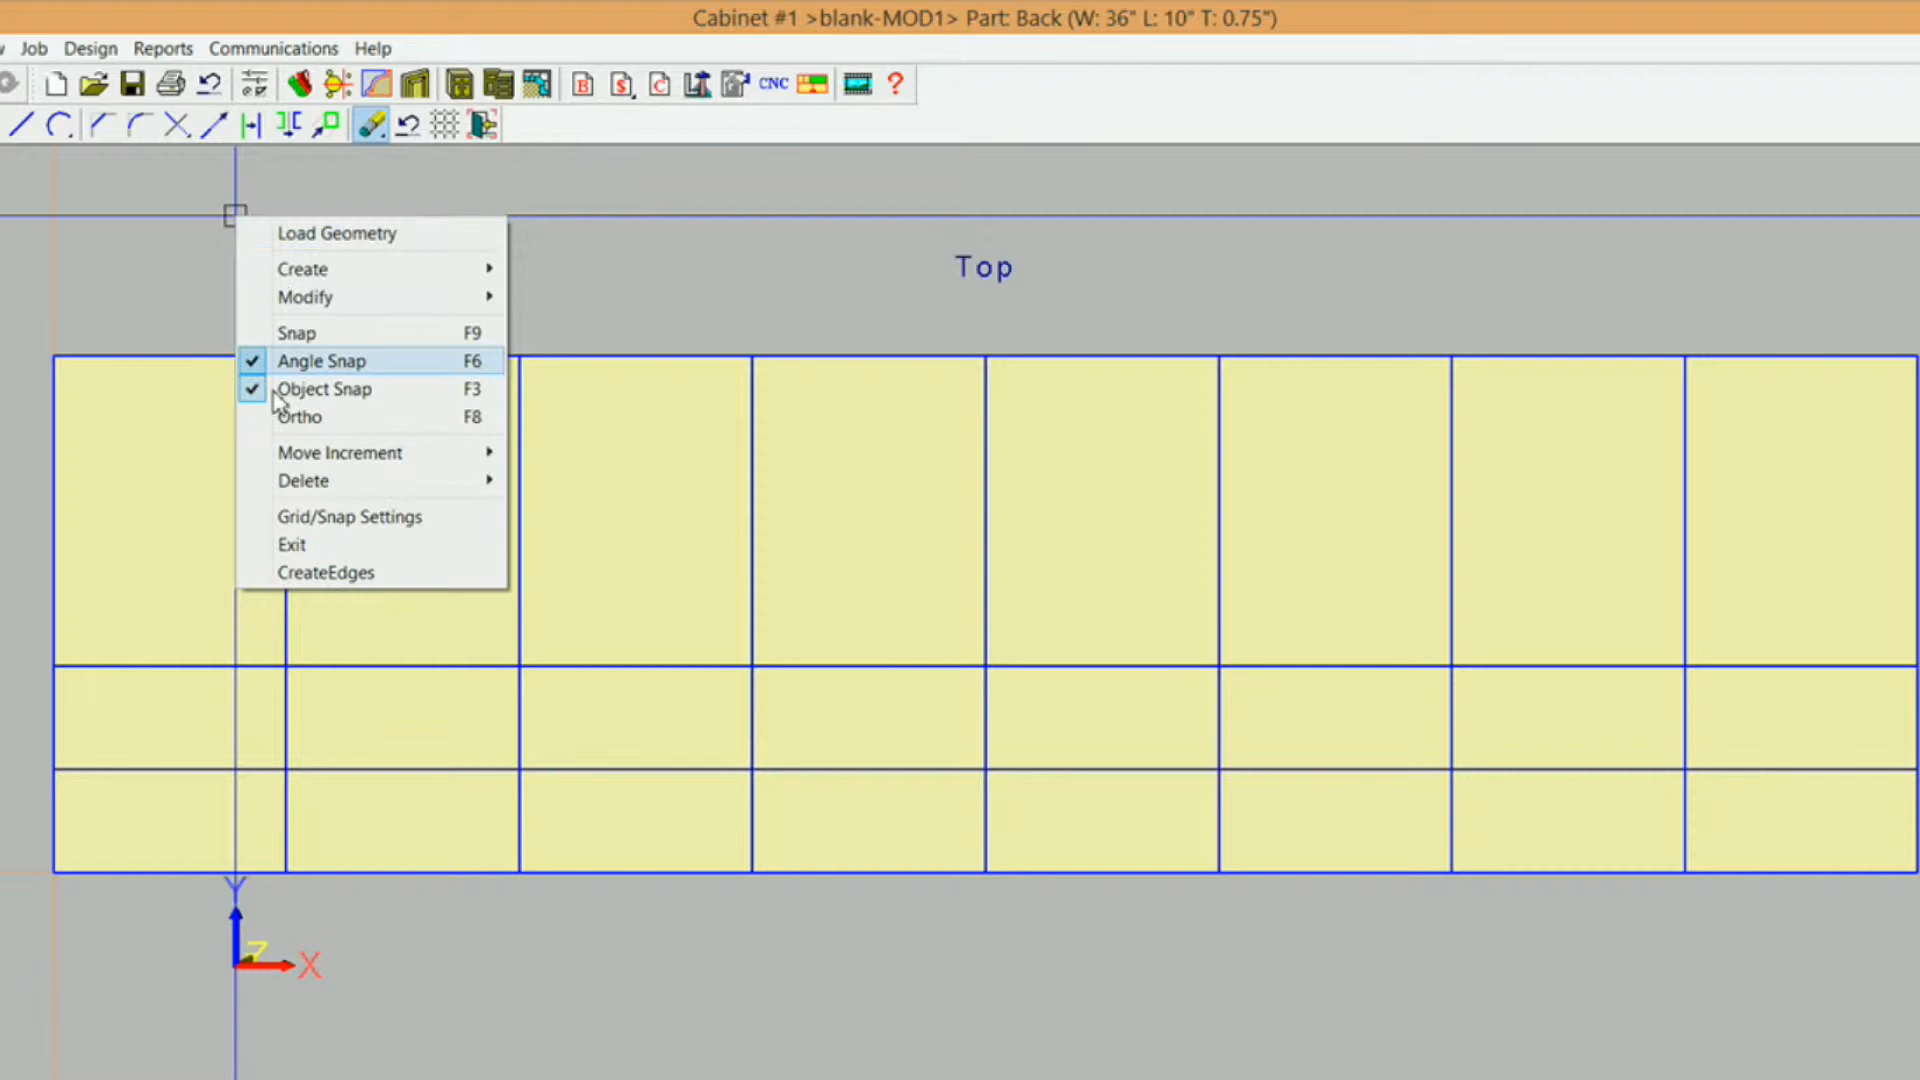 Cabinet #1 >blank-MOD1> Part: Back (W: 36" L: 10" T: 0.75")
Job Design Reports Communications Help
B $ C CNC ?
Load Geometry
Top
Create
Modify
Snap F9
Angle Snap F6
Object Snap F3
Ortho F8
Move Increment
Delete
Grid/Snap Settings
Exit
CreateEdges
Y
Z
X